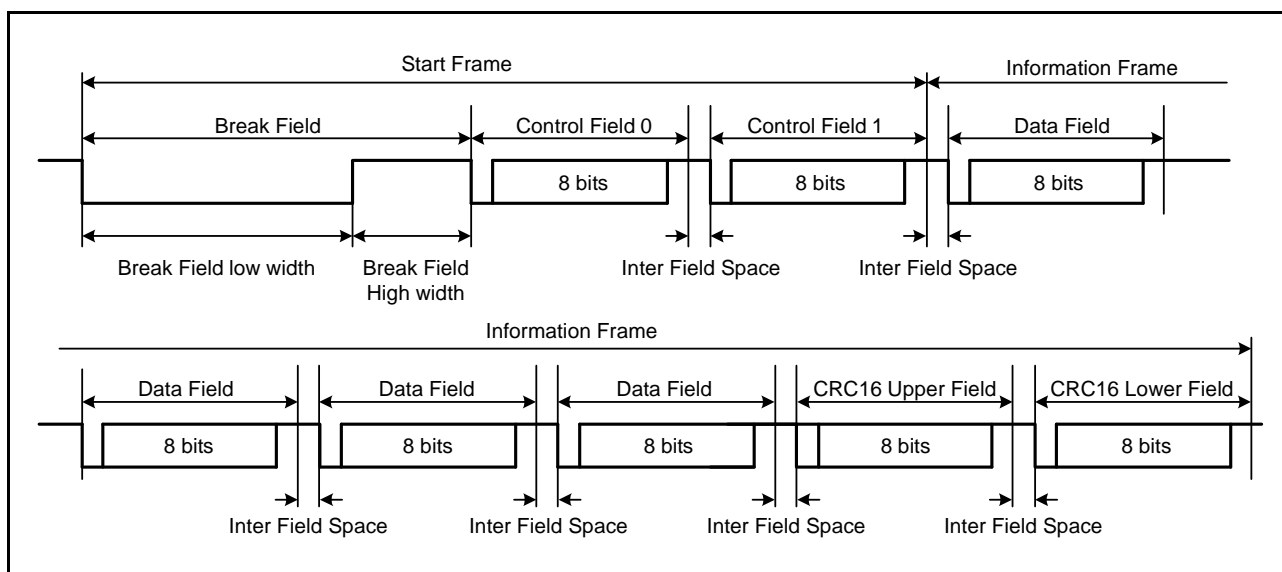 Start Frame
Information Frame
Break Field
Control Field 0
Control Field 1
Data Field
8 bits
8 bits
8 bits
Break Field low width
Break Field
High width
Inter Field Space
Inter Field Space
Information Frame
Data Field
Data Field
Data Field
CRC16 Upper Field
CRC16 Lower Field
8 bits
8 bits
8 bits
8 bits
8 bits
Inter Field Space
Inter Field Space
Inter Field Space
Inter Field Space